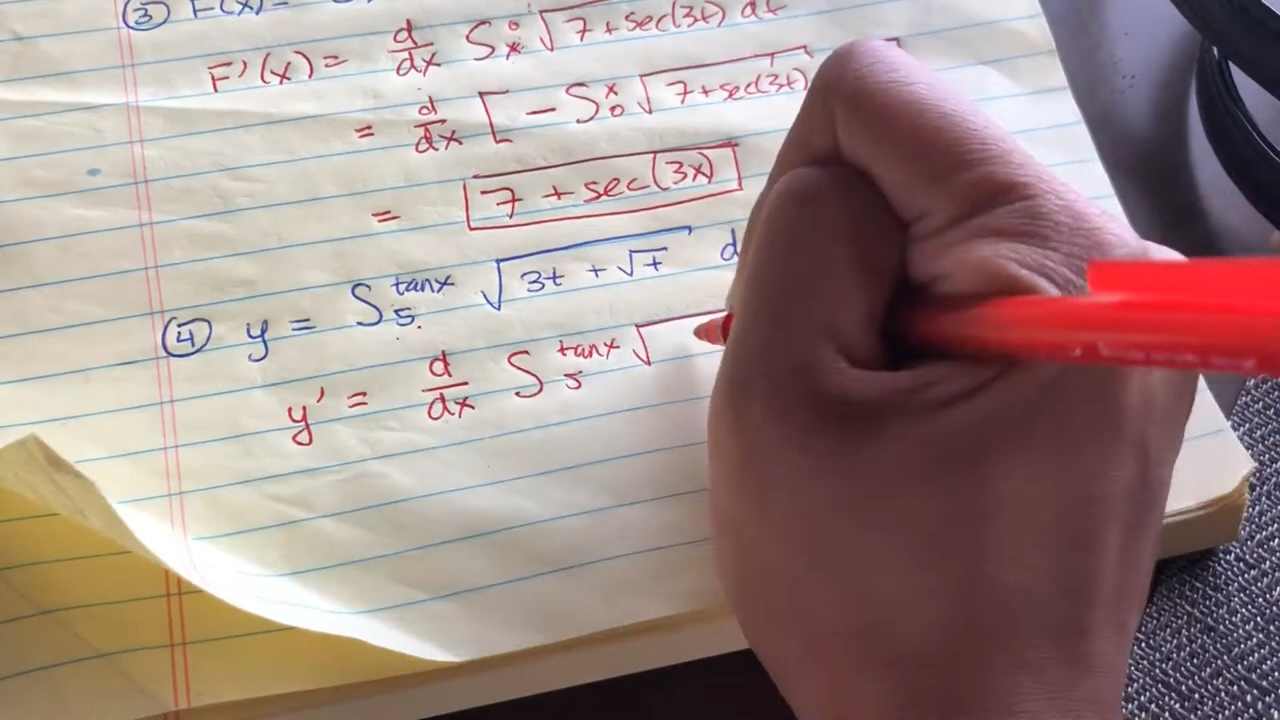 ③ F(x) =
F'(x) = d/dx ∫ₓ⁰ √(7 + sec(3t)) dt
= d/dx [ - ∫₀ˣ √(7 + sec(3t))
= 7 + sec(3x)
④ y = ∫₅^tanx √(3t + √t) d
y' = d/dx ∫₅^tanx √